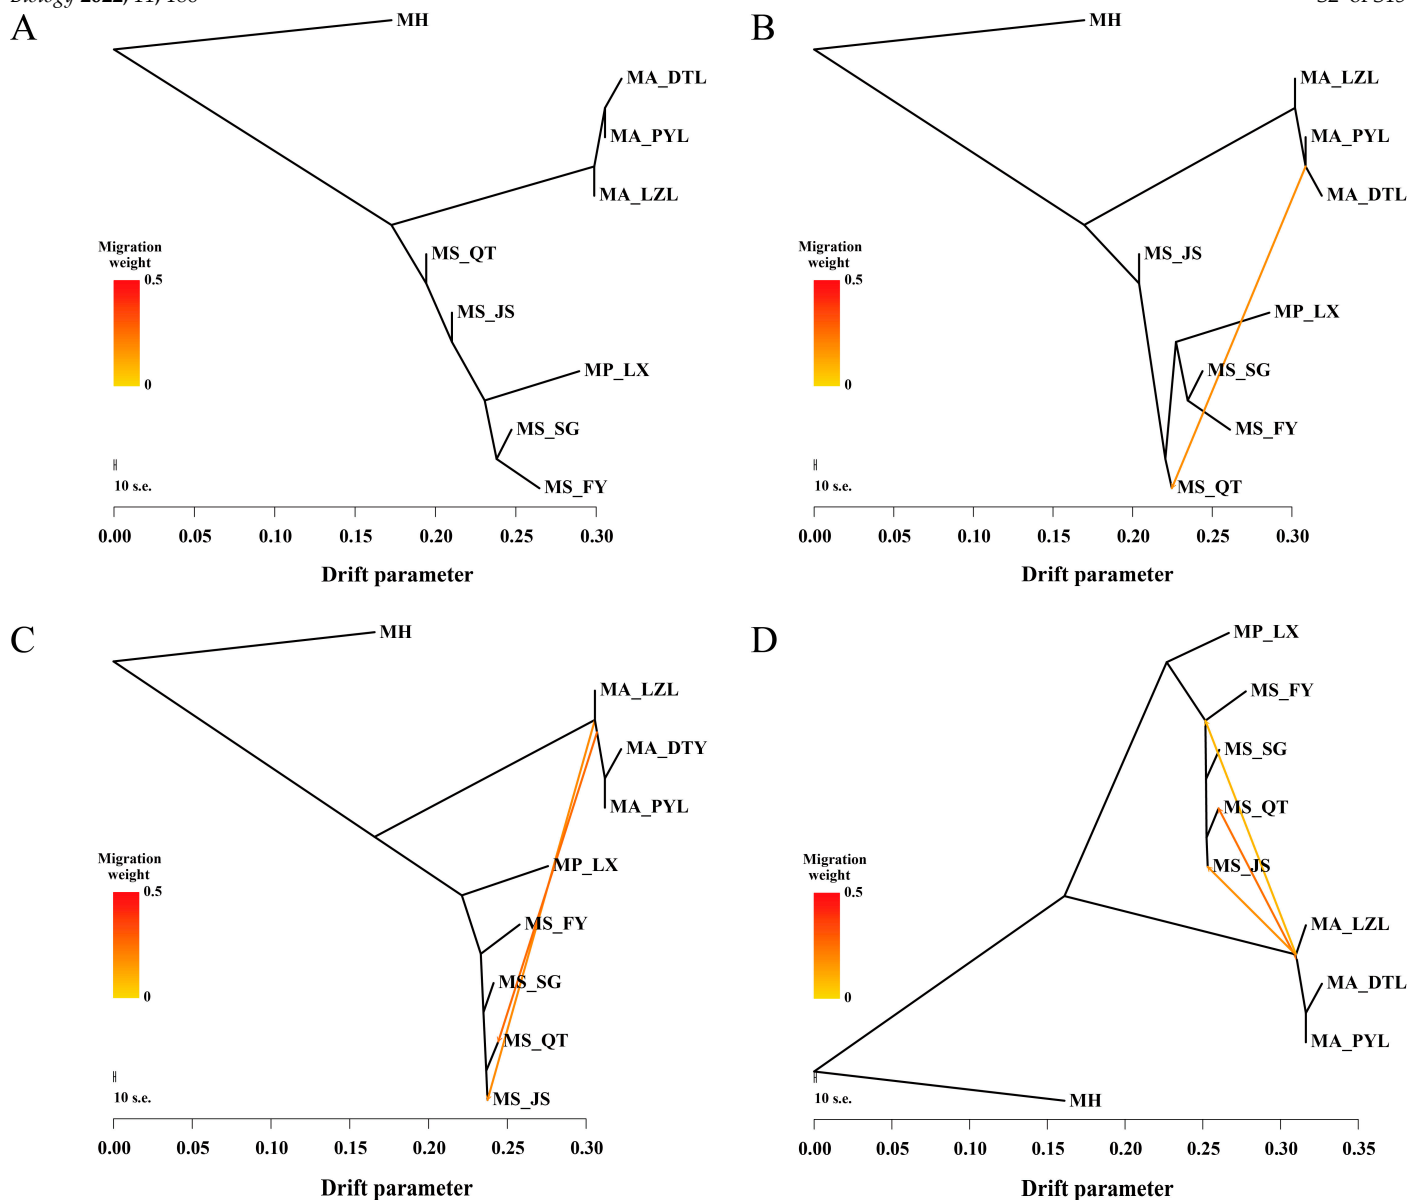 A
MH
MA_DTL
MA_PYL
MA_LZL
MS_QT
MS_JS
MP_LX
MS_SG
MS_FY
Migration
weight
0.5
0
10 s.e.
0.00 0.05 0.10 0.15 0.20 0.25 0.30
Drift parameter
B
MH
MA_LZL
MA_PYL
MA_DTL
MS_JS
MP_LX
MS_SG
MS_FY
MS_QT
Migration
weight
0.5
0
10 s.e.
0.00 0.05 0.10 0.15 0.20 0.25 0.30
Drift parameter
C
MH
MA_LZL
MA_DTY
MA_PYL
MP_LX
MS_FY
MS_SG
MS_QT
MS_JS
Migration
weight
0.5
0
10 s.e.
0.00 0.05 0.10 0.15 0.20 0.25 0.30
Drift parameter
D
MP_LX
MS_FY
MS_SG
MS_QT
MS_JS
MA_LZL
MA_DTL
MA_PYL
MH
Migration
weight
0.5
0
10 s.e.
0.00 0.05 0.10 0.15 0.20 0.25 0.30 0.35
Drift parameter